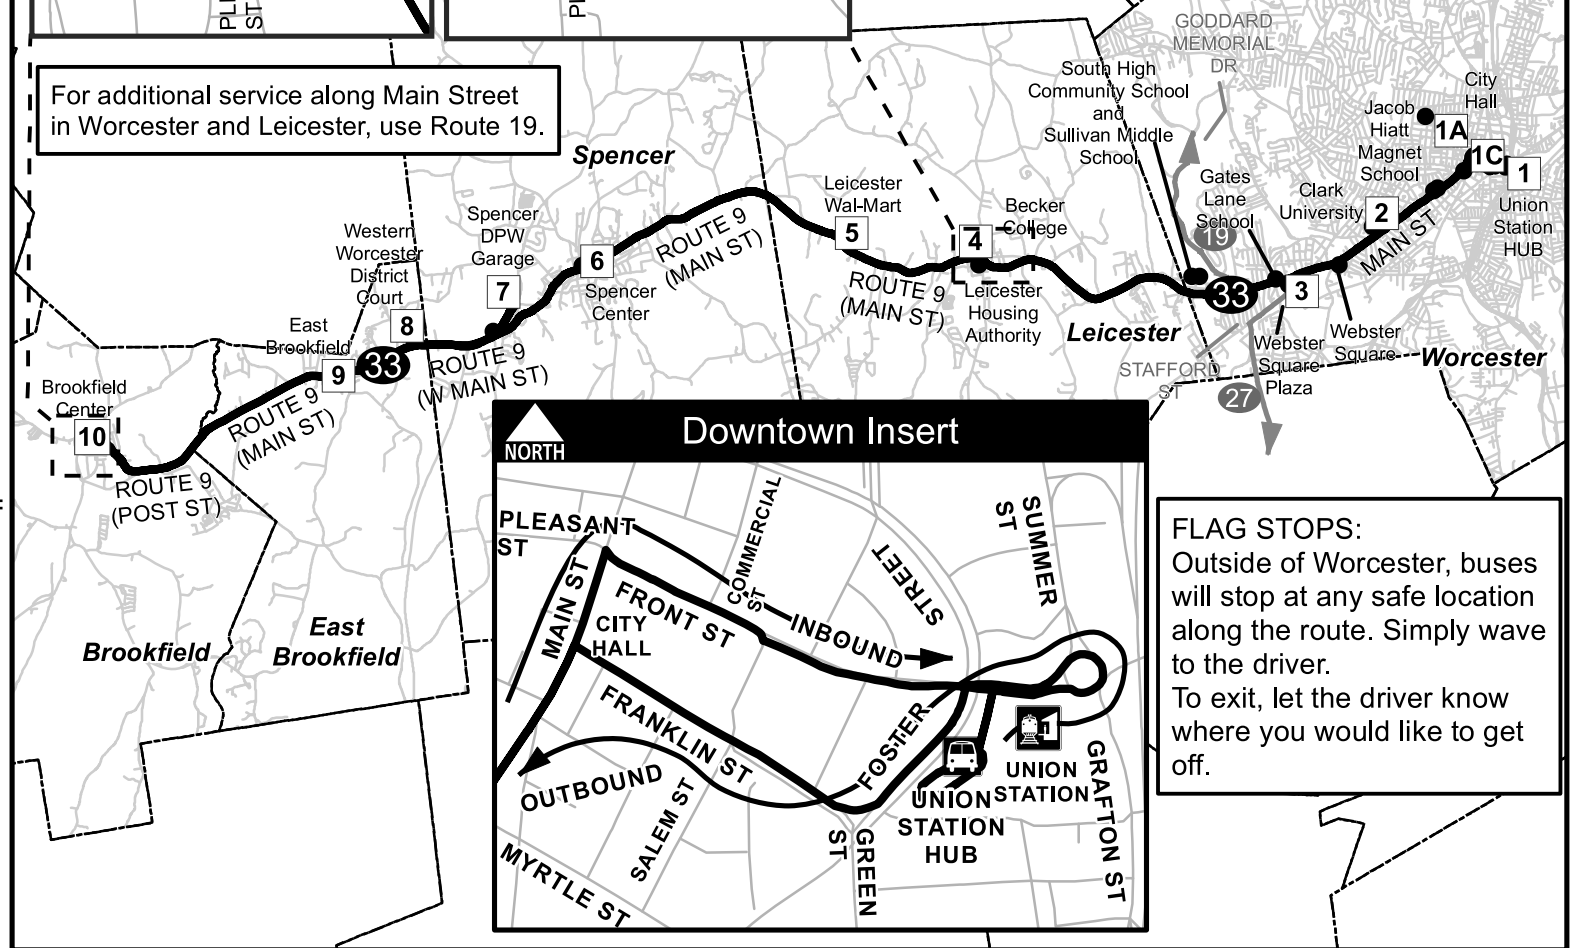 PL
ST
For additional service along Main Street
in Worcester and Leicester, use Route 19.
GODDARD
MEMORIAL
DR
South High
Community School
and
Sullivan Middle
School
City
Hall
Jacob
Hiatt
Magnet
School
1A
1C
1
Union
Station
HUB
Spencer
Leicester
Wal-Mart
5
Becker
College
4
Gates
Lane
School
19
Clark
University
2
MAIN ST
Western
Worcester
District
Court
8
Spencer
DPW
Garage
7
6
Spencer
Center
ROUTE 9
(MAIN ST)
ROUTE 9
(MAIN ST)
Leicester
Housing
Authority
Leicester
33
3
Webster
Square
Plaza
Webster
Square
Worcester
STAFFORD
ST
27
East
Brookfield
9
33
ROUTE 9
(W MAIN ST)
Brookfield
Center
10
ROUTE 9
(MAIN ST)
ROUTE 9
(POST ST)
Brookfield
East
Brookfield
NORTH
Downtown Insert
PLEASANT
ST
MAIN ST
CITY
HALL
FRONT ST
COMMERCIAL
ST
STREET
SUMMER
ST
INBOUND
FRANKLIN ST
OUTBOUND
FOSTER
SALEM ST
MYRTLE ST
UNION
STATION
HUB
UNION
STATION
GREEN
ST
GRAFTON ST
FLAG STOPS:
Outside of Worcester, buses
will stop at any safe location
along the route. Simply wave
to the driver.
To exit, let the driver know
where you would like to get
off.